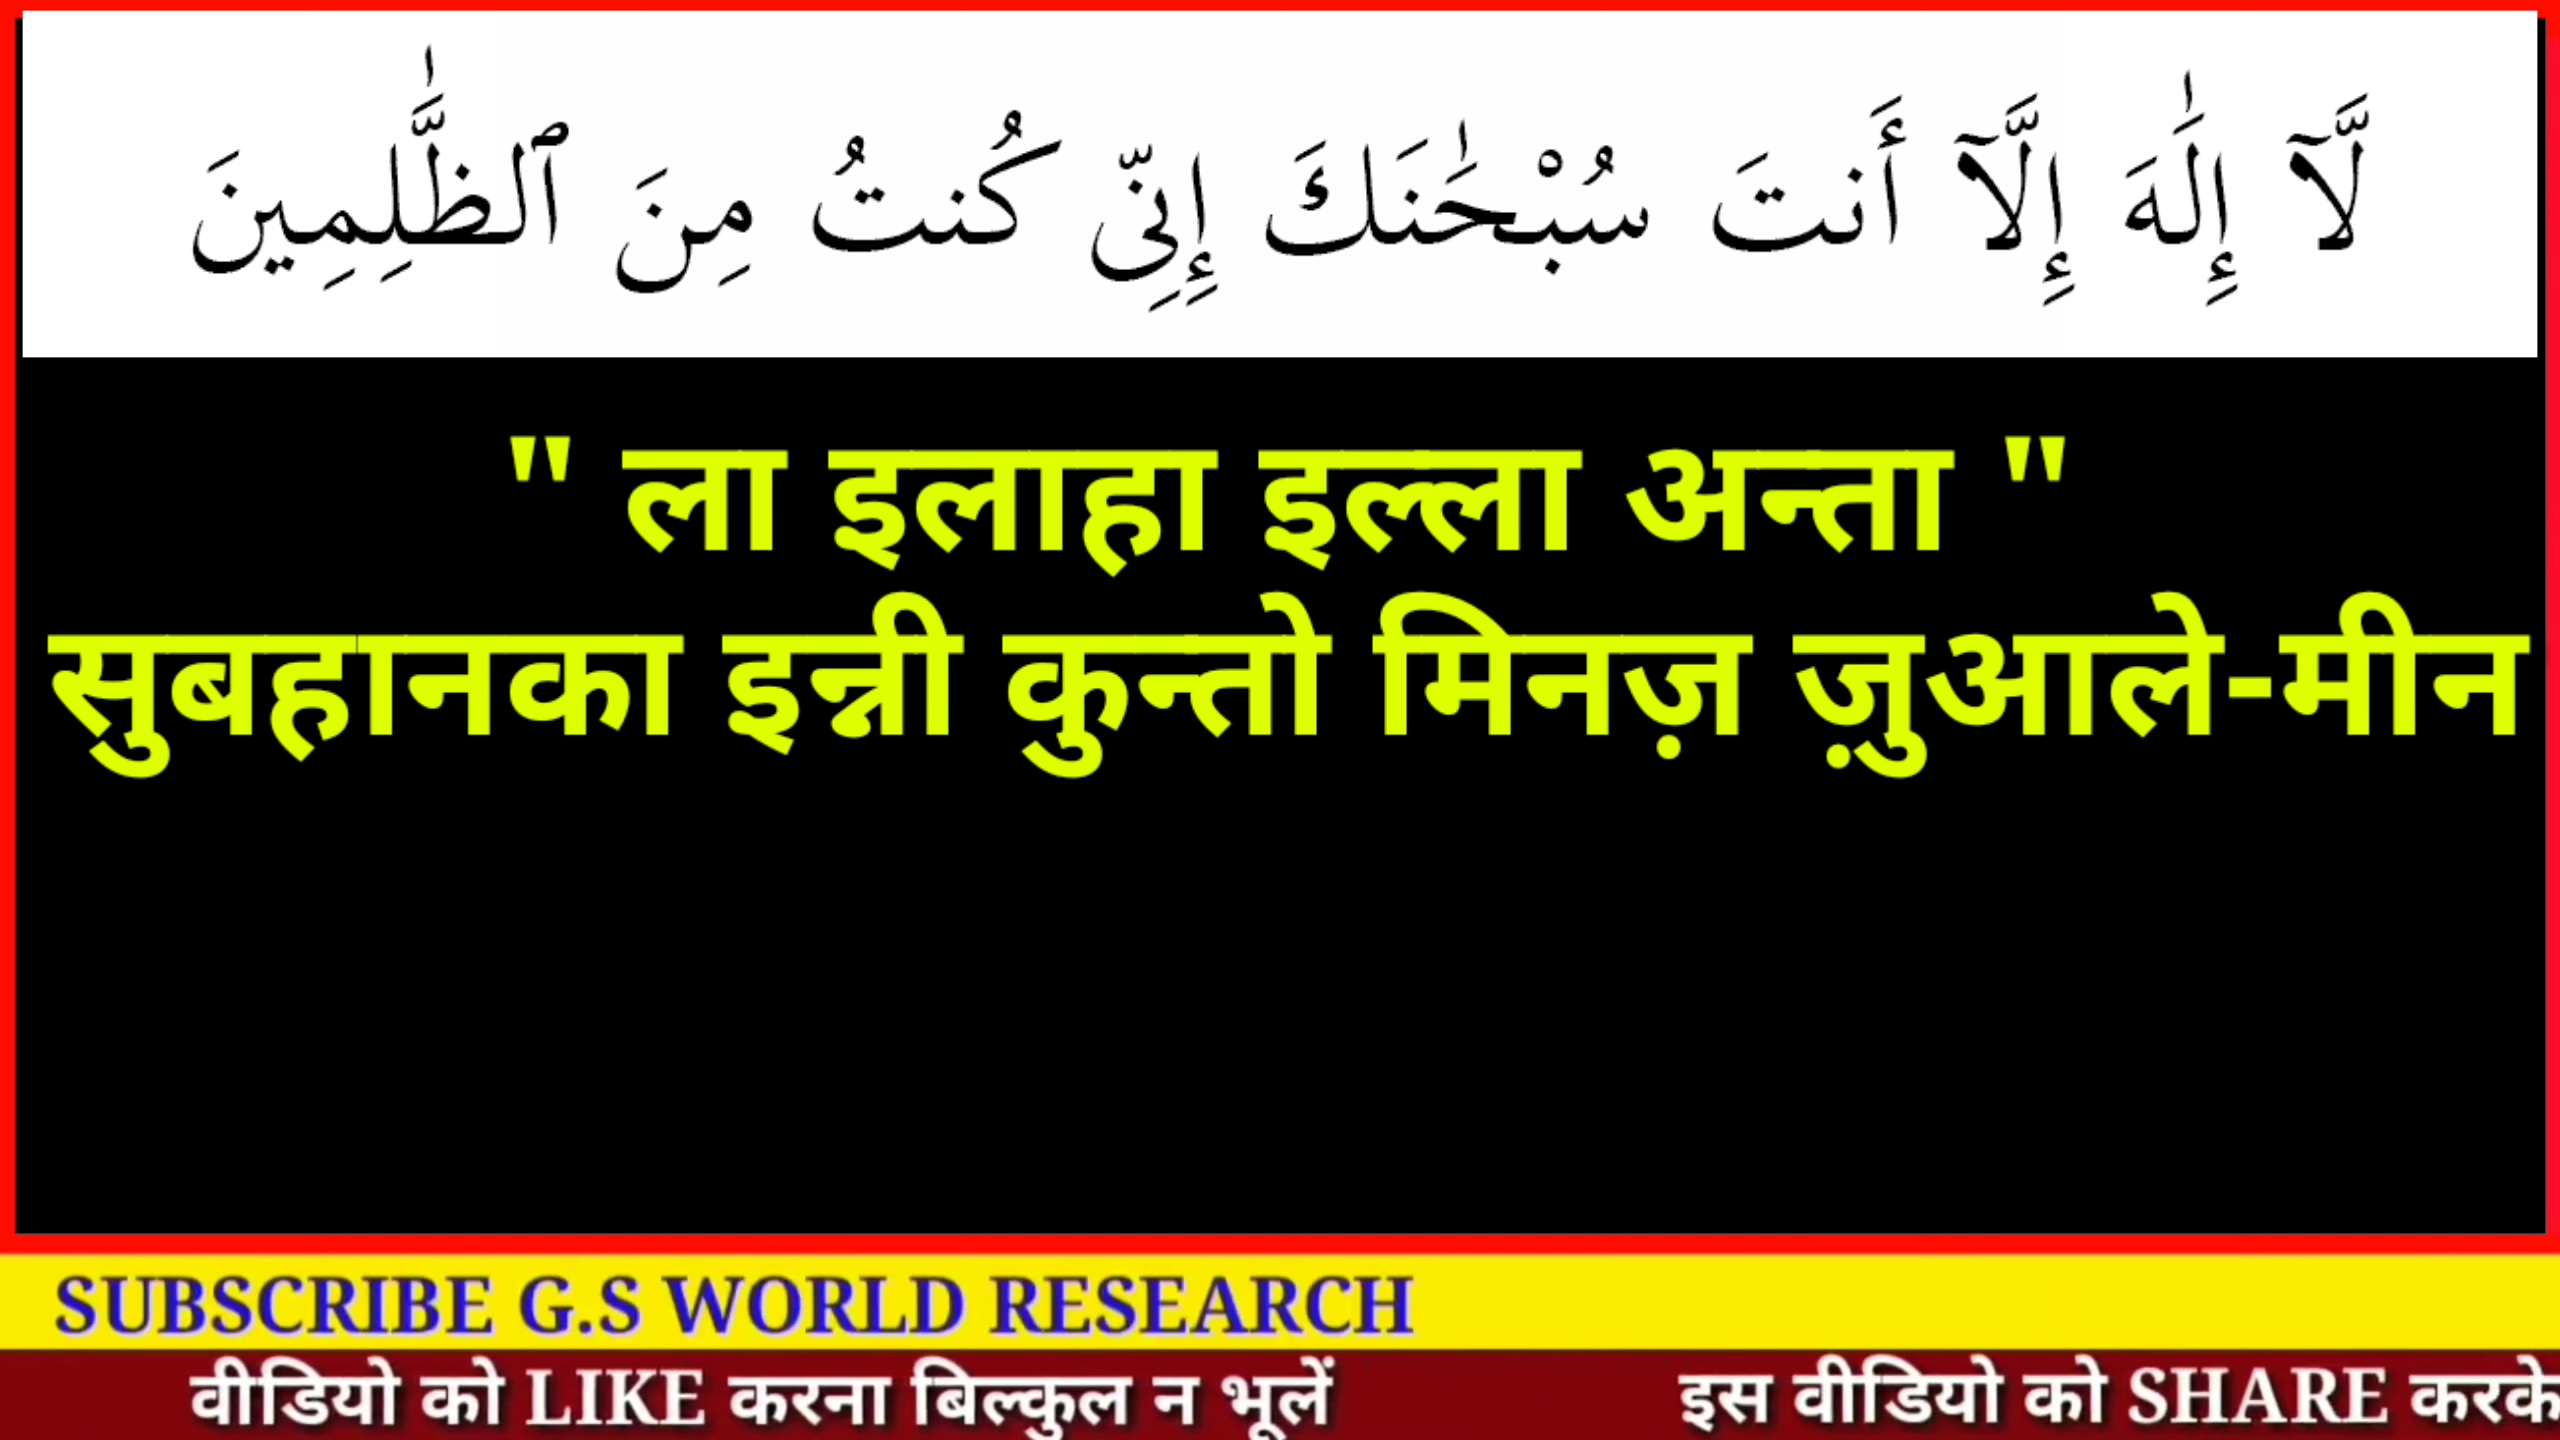 لَّآ إِلَٰهَ إِلَّآ أَنتَ سُبْحَٰنَكَ إِنِّى كُنتُ مِنَ ٱلظَّٰلِمِينَ
" ला इलाहा इल्ला अन्ता "
सुबहानका इन्नी कुन्तो मिनज़ ज़ुआले-मीन
SUBSCRIBE G.S WORLD RESEARCH
वीडियो को LIKE करना बिल्कुल न भूलें इस वीडियो को SHARE करके